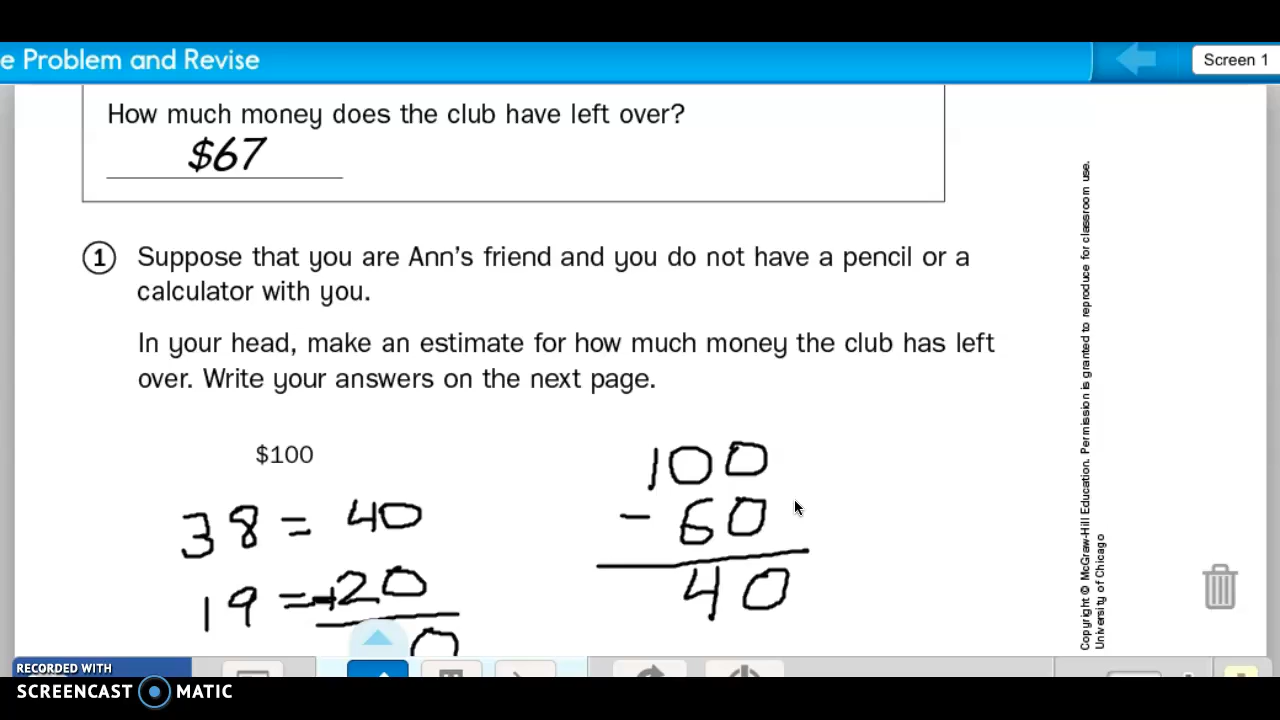 e Problem and Revise
Screen 1
How much money does the club have left over?
$67
1 Suppose that you are Ann's friend and you do not have a pencil or a
calculator with you.
In your head, make an estimate for how much money the club has left
over. Write your answers on the next page.
$100
38 = 40
19 = +20
0
100
- 60
40
Copyright © McGraw-Hill Education. Permission is granted to reproduce for classroom use.
University of Chicago
RECORDED WITH
SCREENCAST MATIC